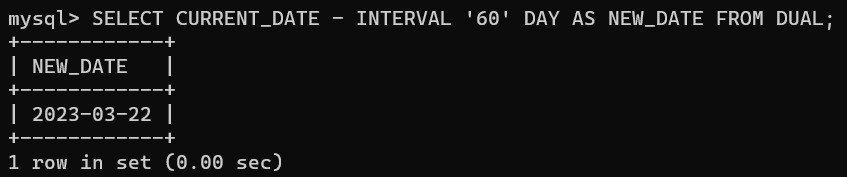 mysql> SELECT CURRENT_DATE - INTERVAL '60' DAY AS NEW_DATE FROM DUAL;
+------------+
| NEW_DATE   |
+------------+
| 2023-03-22 |
+------------+
1 row in set (0.00 sec)